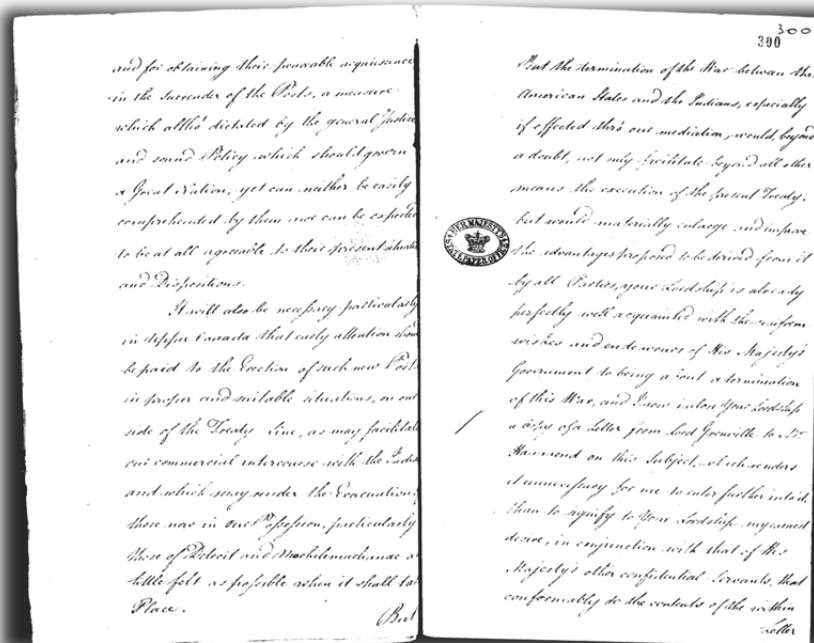 and for obtaining their peaceable acquiescence
in the Surrender of the Posts, a measure
which altho' dictated by the general Justice
and sound Policy which should govern
a Great Nation, yet can neither be easily
comprehended by them nor can be expected
to be at all agreeable to their present situation
and Dispositions.
It will also be necessary particularly
in Upper Canada that early attention should
be paid to the Erection of such new Posts
in proper and suitable situations, on our
side of the Treaty Line, as may facilitate
our commercial intercourse with the Indians
and which may render the Evacuation of
those now in our Possession, particularly
those of Detroit and Machilimackinac as
little felt as possible when it shall take
Place.
But
300
300
But the termination of the War between the
American States and the Indians, especially
if effected thro' our mediation, would, beyond
a doubt, not only facilitate beyond all other
means the execution of the present Treaty;
but would materially enlarge and improve
the advantages proposed to be derived from it
by all Parties, your Lordship is already
perfectly well acquainted with the uniform
wishes and endeavours of His Majesty's
Government to bring about a termination
of this War, and I now inclose Your Lordship
a copy of a Letter from Lord Grenville to Mr.
Hammond on this Subject, which renders
it unnecessary for me to enter further into it,
than to signify to Your Lordship my earnest
desire, in conjunction with that of His
Majesty's other confidential Servants, that
conformably to the contents of the within
Letter